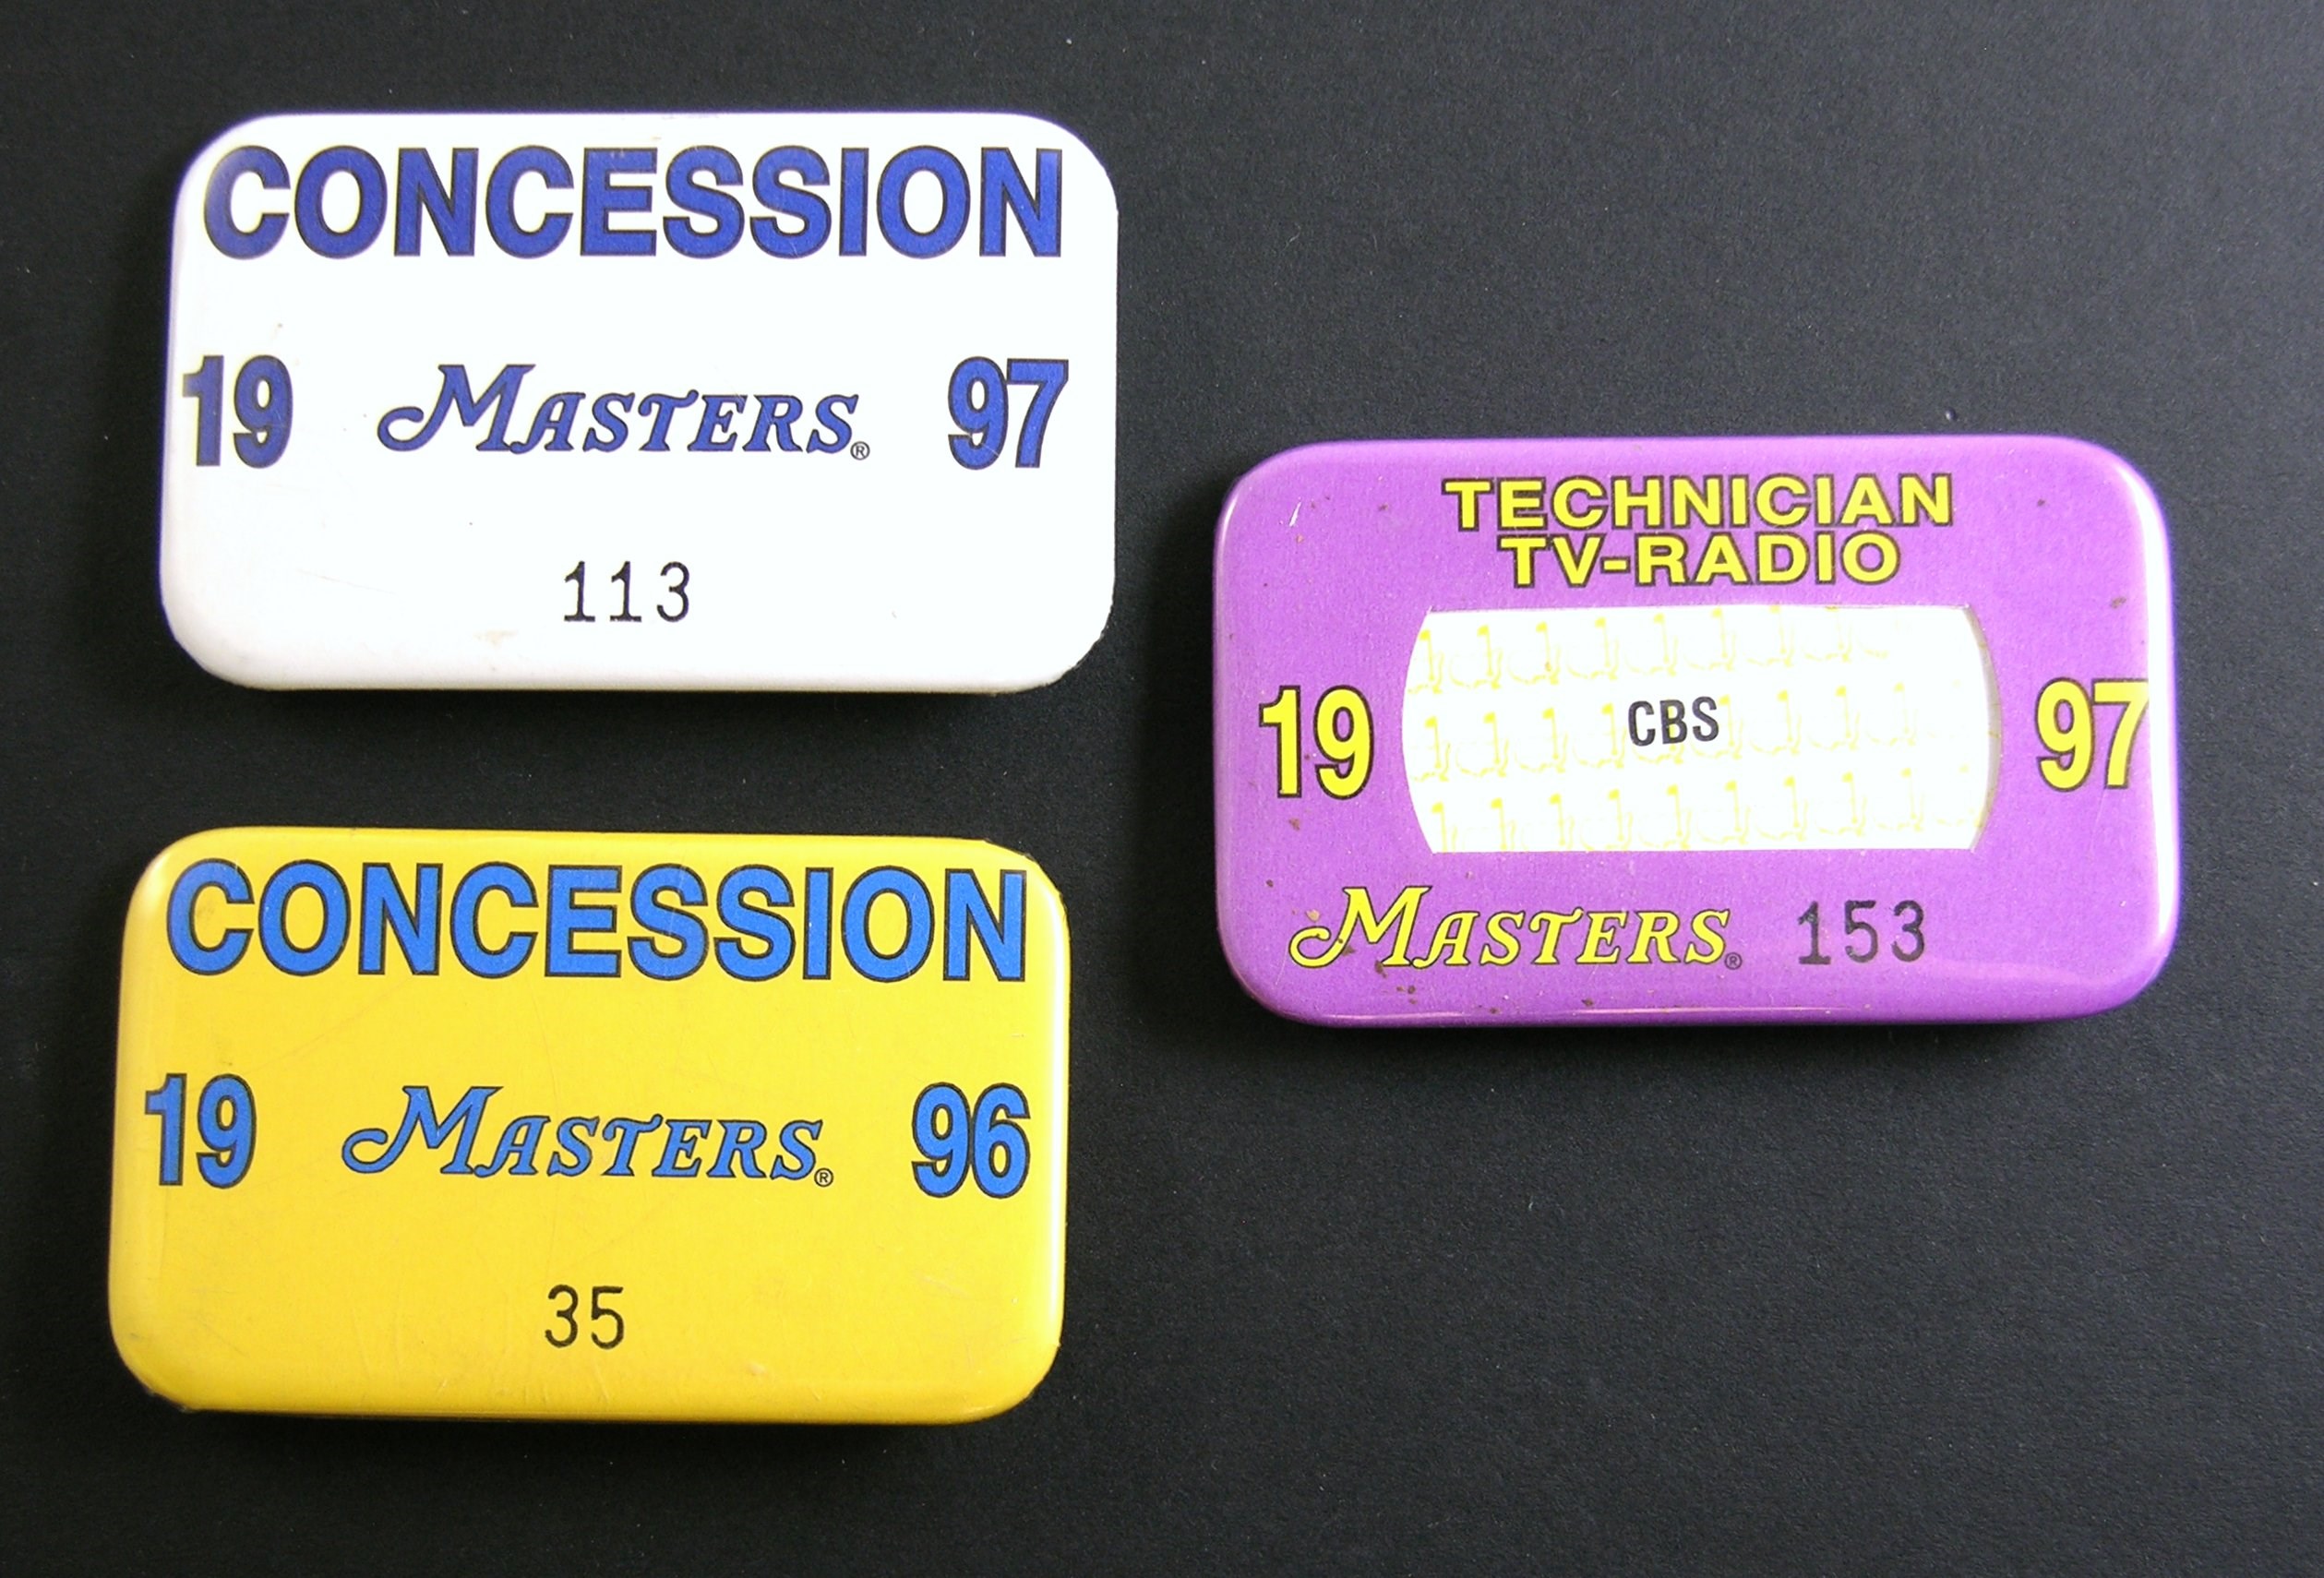 CONCESSION
19 MASTERS® 97
113
CONCESSION
19 MASTERS® 96
35
TECHNICIAN
TV-RADIO
19 CBS 97
MASTERS® 153